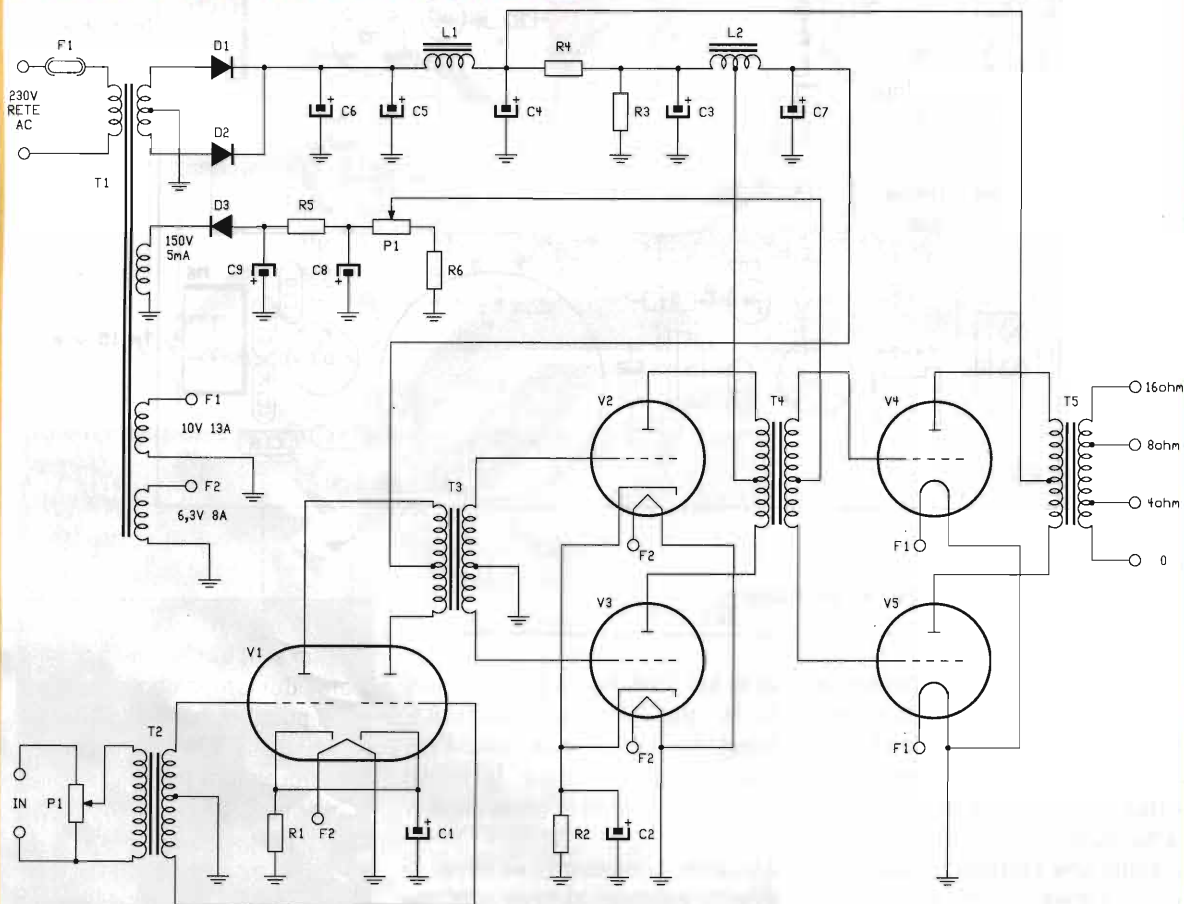 F1
230V
RETE
AC
T1
D1
D2
C6
C5
L1
C4
R4
R3
C3
L2
C7
D3
150V
5mA
C9
R5
C8
P1
R6
F1
10V 13A
F2
6,3V 8A
T3
V2
F2
V3
F2
T4
V4
F1
V5
F1
T5
16ohm
8ohm
4ohm
0
V1
T2
IN
P1
R1
F2
C1
R2
C2